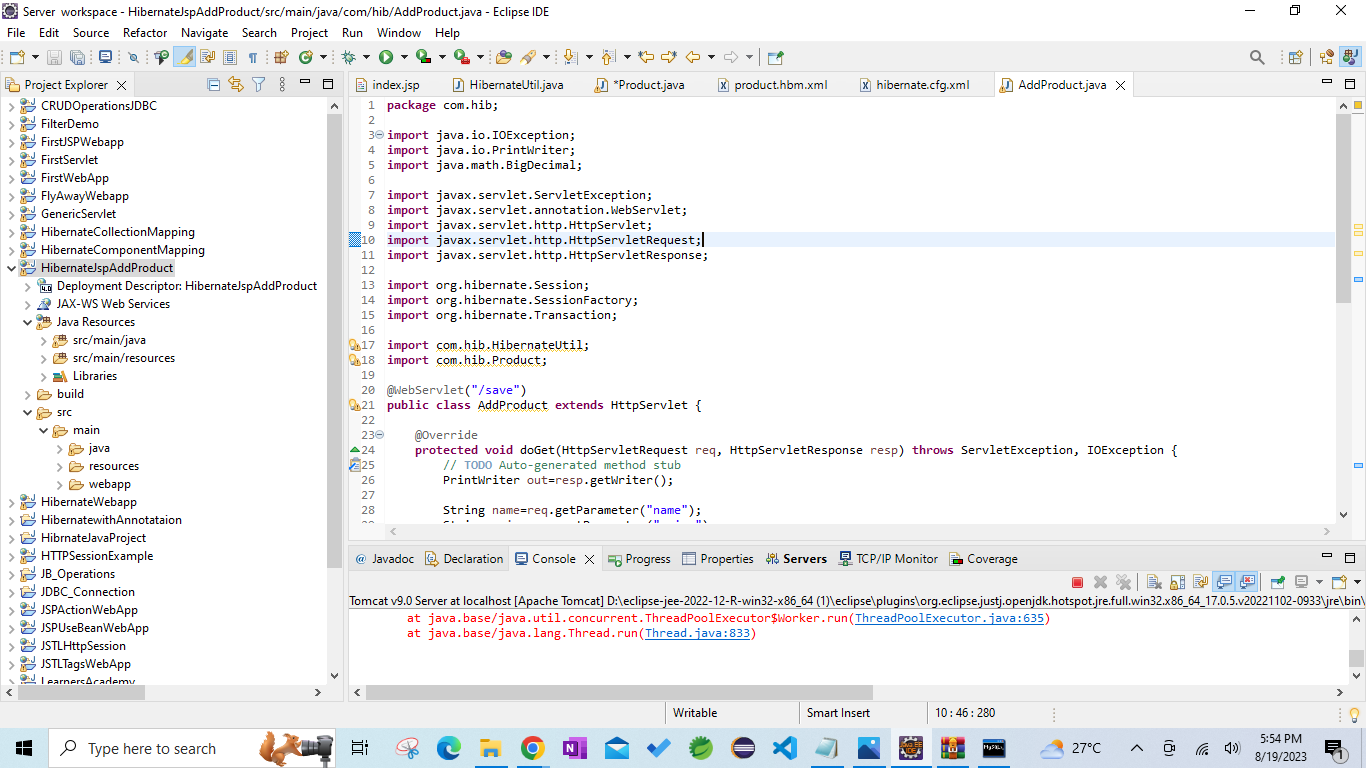 Server workspace - HibernateJspAddProduct/src/main/java/com/hib/AddProduct.java - Eclipse IDE
File Edit Source Refactor Navigate Search Project Run Window Help
Project Explorer
CRUDOperationsJDBC
FilterDemo
FirstJSPWebapp
FirstServlet
FirstWebApp
FlyAwayWebapp
GenericServlet
HibernateCollectionMapping
HibernateComponentMapping
HibernateJspAddProduct
Deployment Descriptor: HibernateJspAddProduct
JAX-WS Web Services
Java Resources
src/main/java
src/main/resources
Libraries
build
src
main
java
resources
webapp
HibernateWebapp
HibernatewithAnnotataion
HibrnateJavaProject
HTTPSessionExample
JB_Operations
JDBC_Connection
JSPActionWebApp
JSPUseBeanWebApp
JSTLHttpSession
JSTLTagsWebApp
LearnersAcademy
index.jsp HibernateUtil.java *Product.java product.hbm.xml hibernate.cfg.xml AddProduct.java
1 package com.hib;
2
3 import java.io.IOException;
4 import java.io.PrintWriter;
5 import java.math.BigDecimal;
6
7 import javax.servlet.ServletException;
8 import javax.servlet.annotation.WebServlet;
9 import javax.servlet.http.HttpServlet;
10 import javax.servlet.http.HttpServletRequest;
11 import javax.servlet.http.HttpServletResponse;
12
13 import org.hibernate.Session;
14 import org.hibernate.SessionFactory;
15 import org.hibernate.Transaction;
16
17 import com.hib.HibernateUtil;
18 import com.hib.Product;
19
20 @WebServlet("/save")
21 public class AddProduct extends HttpServlet {
22
23 @Override
24 protected void doGet(HttpServletRequest req, HttpServletResponse resp) throws ServletException, IOException {
25 // TODO Auto-generated method stub
26 PrintWriter out=resp.getWriter();
27
28 String name=req.getParameter("name");
@ Javadoc Declaration Console Progress Properties Servers TCP/IP Monitor Coverage
Tomcat v9.0 Server at localhost [Apache Tomcat] D:\eclipse-jee-2022-12-R-win32-x86_64 (1)\eclipse\plugins\org.eclipse.justj.openjdk.hotspot.jre.full.win32.x86_64_17.0.5.v20221102-0933\jre\bin\
at java.base/java.util.concurrent.ThreadPoolExecutor$Worker.run(ThreadPoolExecutor.java:635)
at java.base/java.lang.Thread.run(Thread.java:833)
Writable Smart Insert 10 : 46 : 280
Type here to search
27°C
5:54 PM
8/19/2023
1